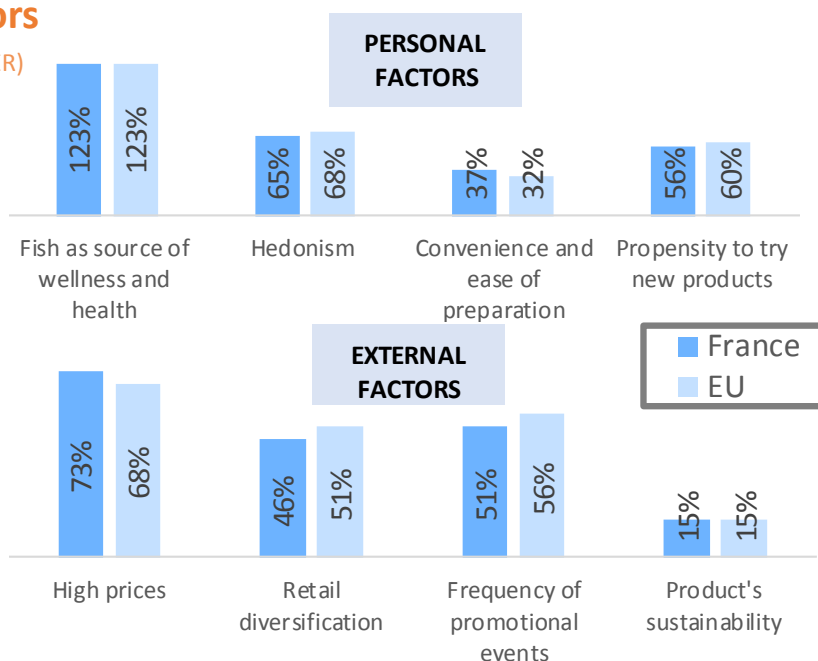 ors
R)
PERSONAL
FACTORS
123%
123%
65%
68%
37%
32%
56%
60%
Fish as source of
wellness and
health
Hedonism
Convenience and
ease of
preparation
Propensity to try
new products
EXTERNAL
FACTORS
France
EU
73%
68%
46%
51%
51%
56%
15%
15%
High prices
Retail
diversification
Frequency of
promotional
events
Product's
sustainability